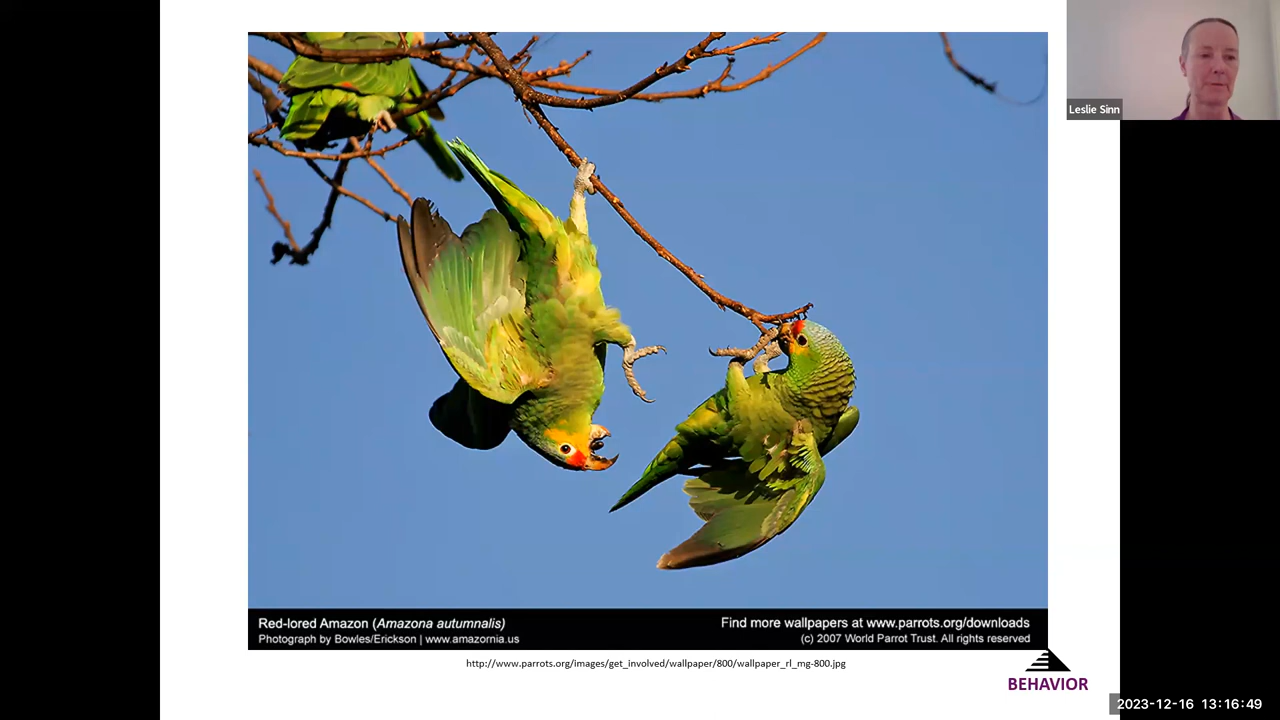 Leslie Sinn
Red-lored Amazon (Amazona autumnalis)
Find more wallpapers at www.parrots.org/downloads
Photograph by Bowles/Erickson | www.amazornia.us
(c) 2007 World Parrot Trust. All rights reserved
http://www.parrots.org/images/get_involved/wallpaper/800/wallpaper_rl_mg-800.jpg
BEHAVIOR
2023-12-16 13:16:49